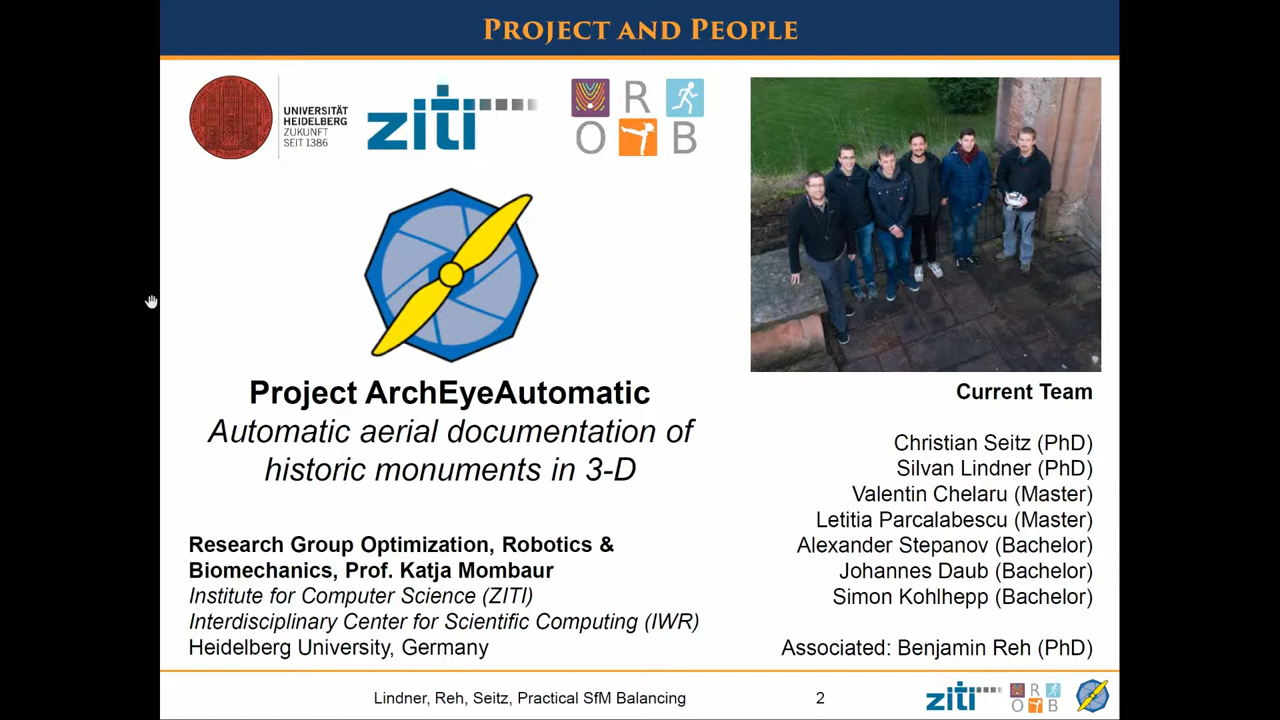 PROJECT AND PEOPLE
UNIVERSITÄT
HEIDELBERG
ZUKUNFT
SEIT 1386
ziti
R
O B
Project ArchEyeAutomatic
Automatic aerial documentation of
historic monuments in 3-D
Research Group Optimization, Robotics &
Biomechanics, Prof. Katja Mombaur
Institute for Computer Science (ZITI)
Interdisciplinary Center for Scientific Computing (IWR)
Heidelberg University, Germany
Current Team
Christian Seitz (PhD)
Silvan Lindner (PhD)
Valentin Chelaru (Master)
Letitia Parcalabescu (Master)
Alexander Stepanov (Bachelor)
Johannes Daub (Bachelor)
Simon Kohlhepp (Bachelor)
Associated: Benjamin Reh (PhD)
Lindner, Reh, Seitz, Practical SfM Balancing
2
ziti
R
O B